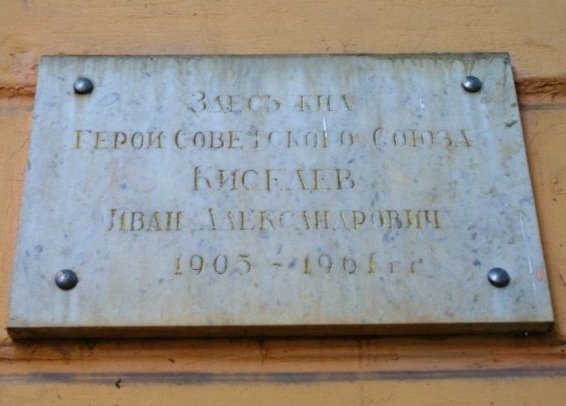 Здесь жил
герой Советского Союза
Киселев
Иван Александрович
1903 - 1961 гг